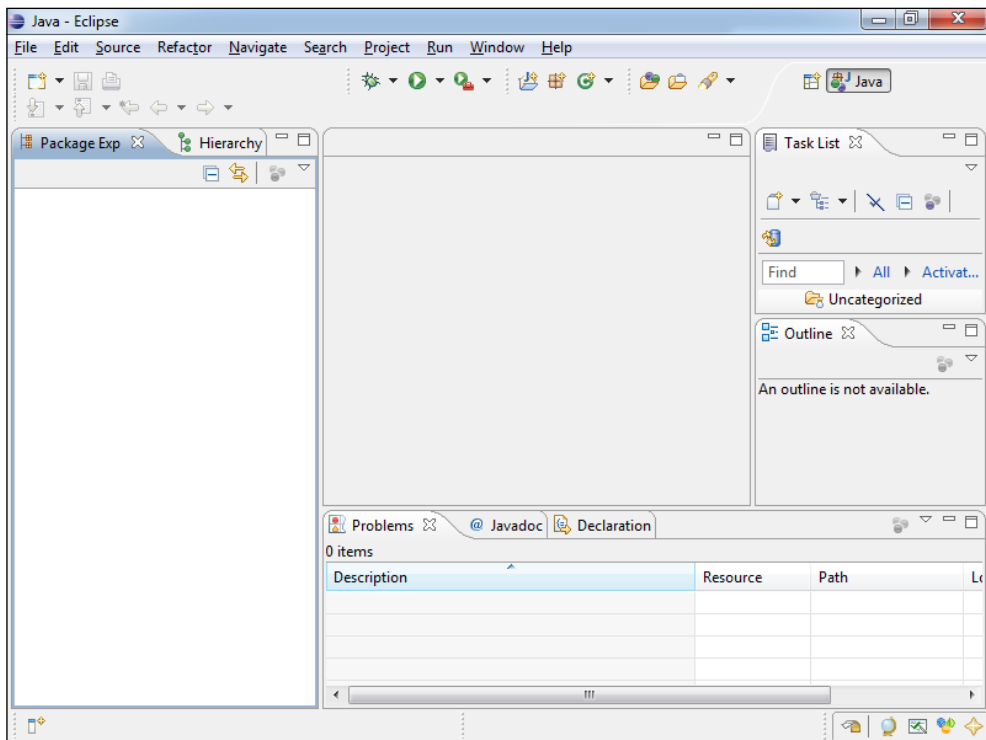 Java - Eclipse
File Edit Source Refactor Navigate Search Project Run Window Help
Java
Package Exp Hierarchy
Task List
Find All Activat...
Uncategorized
Outline
An outline is not available.
Problems @ Javadoc Declaration
0 items
Description Resource Path